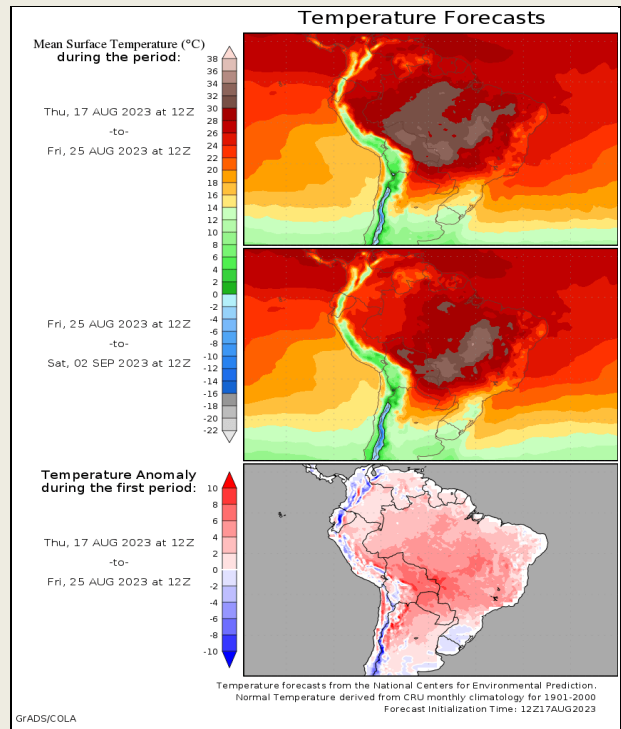 Temperature Forecasts
Mean Surface Temperature (°C)
during the period:
38
36
34
32
30
28
26
24
22
20
18
16
14
12
10
8
6
4
2
0
-2
-4
-6
-8
-10
-12
-14
-16
-18
-20
-22
Thu, 17 AUG 2023 at 12Z
-to-
Fri, 25 AUG 2023 at 12Z
Fri, 25 AUG 2023 at 12Z
-to-
Sat, 02 SEP 2023 at 12Z
Temperature Anomaly
during the first period:
10
8
6
4
2
0
-2
-4
-6
-8
-10
Thu, 17 AUG 2023 at 12Z
-to-
Fri, 25 AUG 2023 at 12Z
Temperature forecasts from the National Centers for Environmental Prediction.
Normal Temperature derived from CRU monthly climatology for 1901-2000
Forecast Initialization Time: 12Z17AUG2023
GrADS/COLA